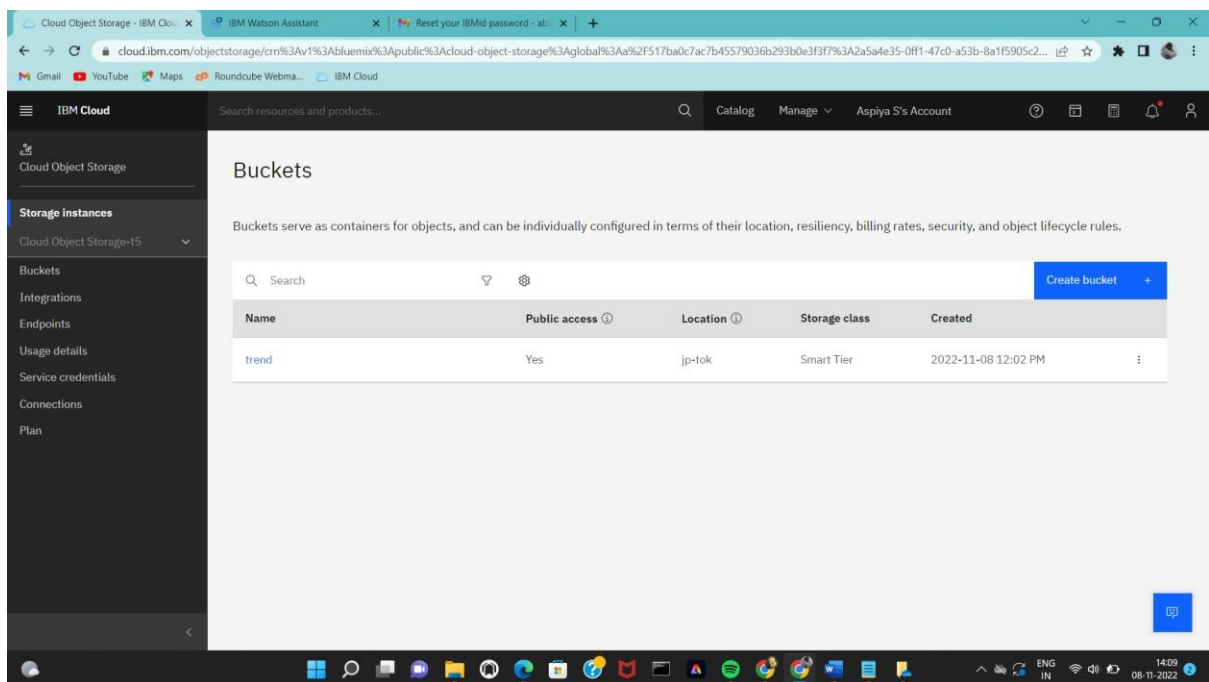 Cloud Object Storage - IBM Clou
IBM Watson Assistant
Reset your IBMid password - abi
cloud.ibm.com/objectstorage/crn%3Av1%3Abluemix%3Apublic%3Acloud-object-storage%3Aglobal%3Aa%2F517ba0c7ac7b45579036b293b0e3f3f7%3A2a5a4e35-0ff1-47c0-a53b-8a1f5905c2...
Gmail YouTube Maps Roundcube Webma... IBM Cloud
IBM Cloud
Search resources and products...
Catalog Manage Aspiya S's Account
Cloud Object Storage
Storage instances
Cloud Object Storage-t5
Buckets
Integrations
Endpoints
Usage details
Service credentials
Connections
Plan
Buckets
Buckets serve as containers for objects, and can be individually configured in terms of their location, resiliency, billing rates, security, and object lifecycle rules.
Search
Create bucket +
Name Public access Location Storage class Created
trend Yes jp-tok Smart Tier 2022-11-08 12:02 PM
ENG
IN
14:09
08-11-2022
2